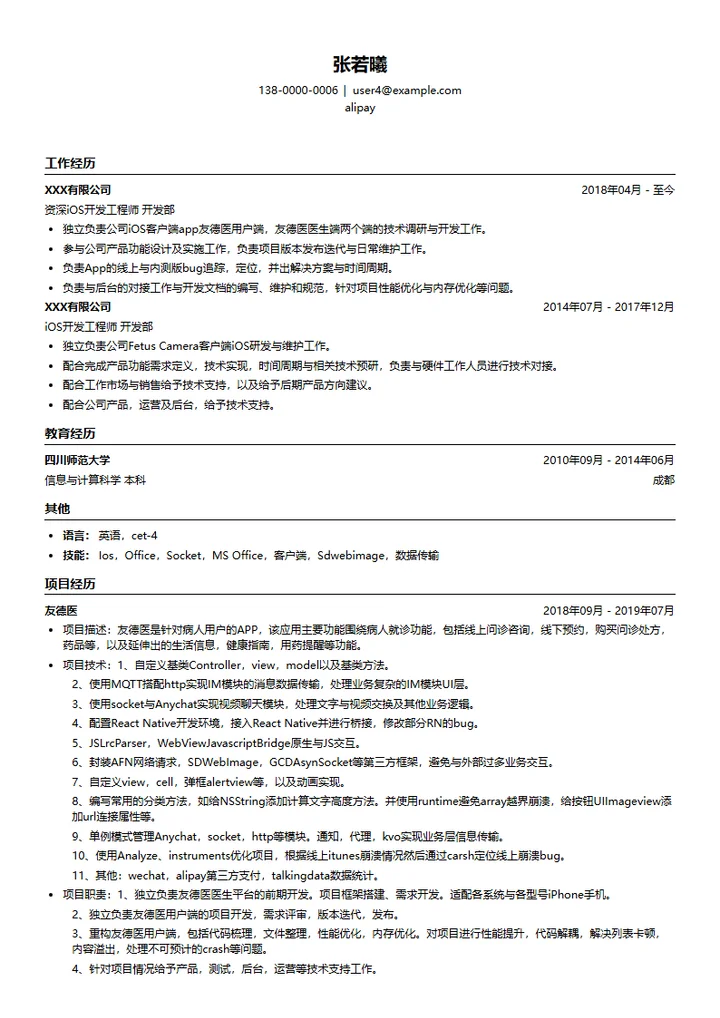 张若曦
138-0000-0006 | user4@example.com
alipay
工作经历
XXX有限公司 2018年04月 - 至今
资深iOS开发工程师 开发部
• 独立负责公司iOS客户端app友德医用户端，友德医医生端两个端的技术调研与开发工作。
• 参与公司产品功能设计及实施工作，负责项目版本发布迭代与日常维护工作。
• 负责App的线上与内测版bug追踪，定位，并出解决方案与时间周期。
• 负责与后台的对接工作与开发文档的编写、维护和规范，针对项目性能优化与内存优化等问题。
XXX有限公司 2014年07月 - 2017年12月
iOS开发工程师 开发部
• 独立负责公司Fetus Camera客户端iOS研发与维护工作。
• 配合完成产品功能需求定义，技术实现，时间周期与相关技术预研，负责与硬件工作人员进行技术对接。
• 配合工作市场与销售给予技术支持，以及给予后期产品方向建议。
• 配合公司产品，运营及后台，给予技术支持。
教育经历
四川师范大学 2010年09月 - 2014年06月
信息与计算科学 本科 成都
其他
• 语言： 英语，cet-4
• 技能： Ios，Office，Socket，MS Office，客户端，Sdwebimage，数据传输
项目经历
友德医 2018年09月 - 2019年07月
• 项目描述：友德医是针对病人用户的APP，该应用主要功能围绕病人就诊功能，包括线上问诊咨询，线下预约，购买问诊处方，
药品等，以及延伸出的生活信息，健康指南，用药提醒等功能。
• 项目技术：1、自定义基类Controller，view，model以及基类方法。
2、使用MQTT搭配http实现IM模块的消息数据传输，处理业务复杂的IM模块UI层。
3、使用socket与Anychat实现视频聊天模块，处理文字与视频交换及其他业务逻辑。
4、配置React Native开发环境，接入React Native并进行桥接，修改部分RN的bug。
5、JSLrcParser，WebViewJavascriptBridge原生与JS交互。
6、封装AFN网络请求，SDWebImage，GCDAsynSocket等第三方框架，避免与外部过多业务交互。
7、自定义view，cell，弹框alertview等，以及动画实现。
8、编写常用的分类方法，如给NSString添加计算文字高度方法。并使用runtime避免array越界崩溃，给按钮UIImageview添
加url连接属性等。
9、单例模式管理Anychat，socket，http等模块。通知，代理，kvo实现业务层信息传输。
10、使用Analyze、instruments优化项目，根据线上itunes崩溃情况然后通过carsh定位线上崩溃bug。
11、其他：wechat，alipay第三方支付，talkingdata数据统计。
• 项目职责：1、独立负责友德医医生平台的前期开发。项目框架搭建、需求开发。适配各系统与各型号iPhone手机。
2、独立负责友德医用户端的项目开发，需求评审，版本迭代，发布。
3、重构友德医用户端，包括代码梳理，文件整理，性能优化，内存优化。对项目进行性能提升，代码解耦，解决列表卡顿，
内容溢出，处理不可预计的crash等问题。
4、针对项目情况给予产品，测试，后台，运营等技术支持工作。